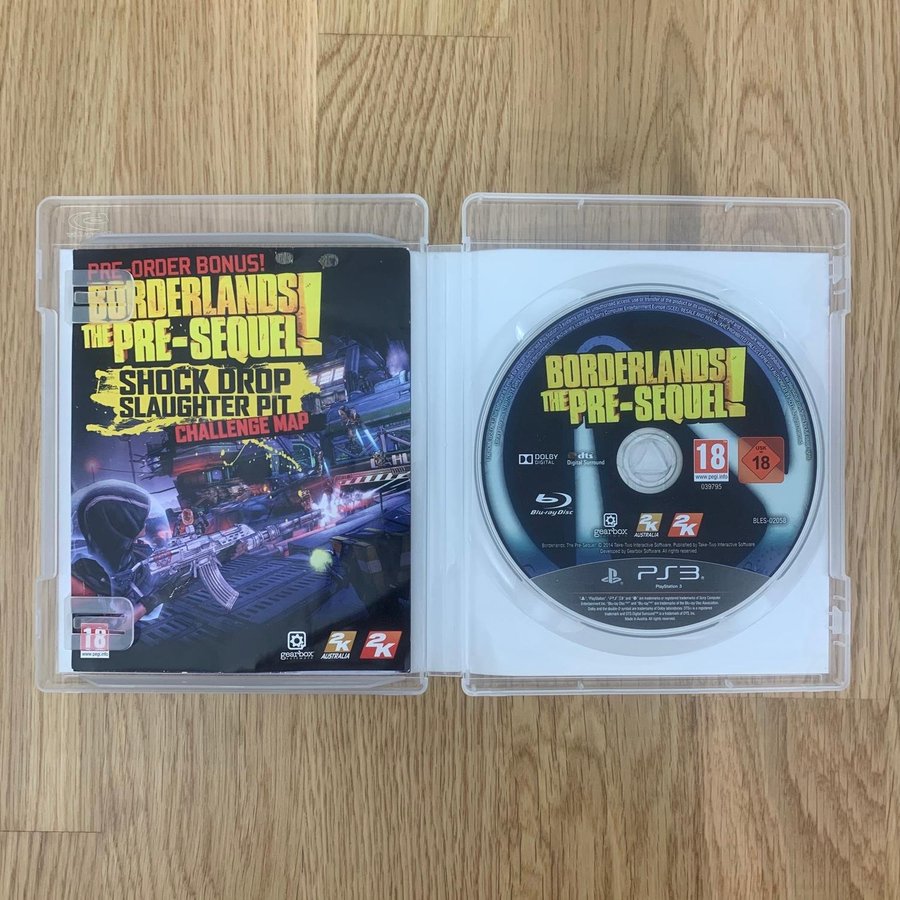 PRE-ORDER BONUS!
BORDERLANDS
THE PRE-SEQUEL!
SHOCK DROP
SLAUGHTER PIT
CHALLENGE MAP
18
www.pegi.info
gearbox
SOFTWARE
2K
AUSTRALIA
2K
BORDERLANDS
THE PRE-SEQUEL!
DOLBY
DIGITAL
dts
Digital Surround
18
www.pegi.info
USK
18
039795
Blu-ray Disc
BLES-02058
gearbox
2K
AUSTRALIA
2K
Borderlands: The Pre-Sequel: © 2014 Take-Two Interactive Software. Published by Take-Two Interactive Software.
Developed by Gearbox Software. All rights reserved.
PS3
PlayStation 3
Made in Austria. All rights reserved.